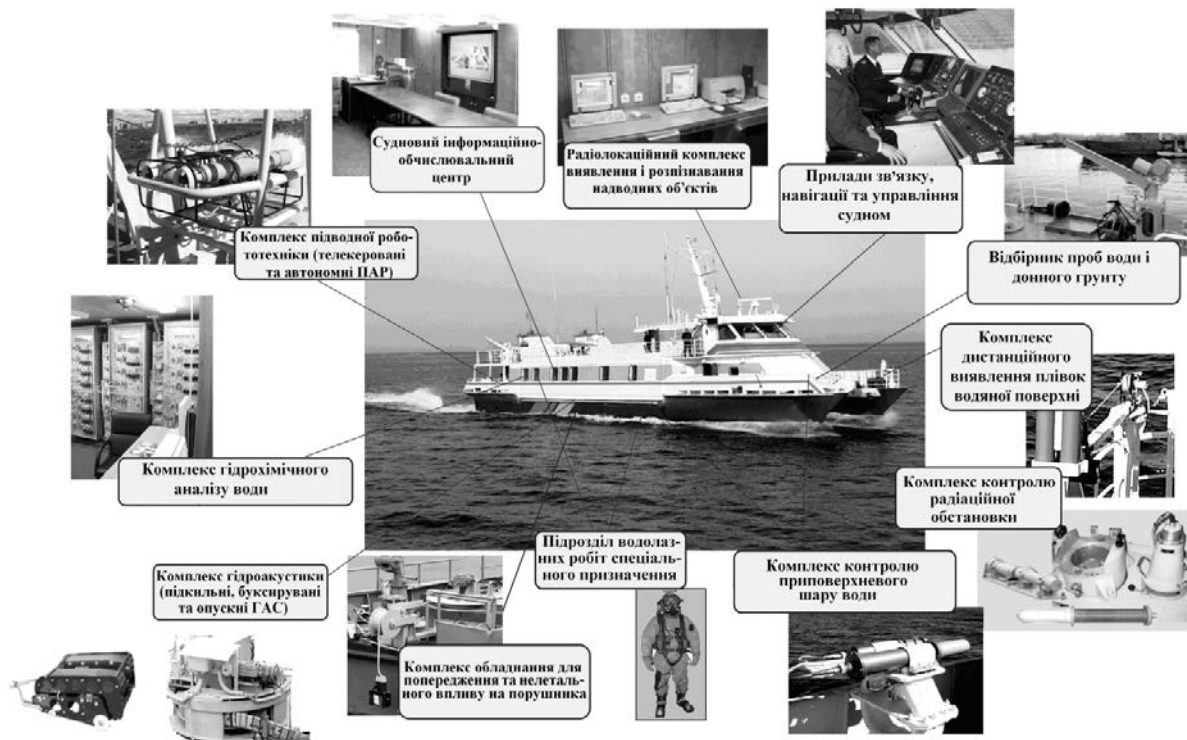 Судновий інформаційно-
обчислювальний
центр
Радіолокаційний комплекс
виявлення і розпізнавання
надводних об’єктів
Прилади зв’язку,
навігації та управління
судном
Комплекс підводної робо-
тотехніки (телекеровані
та автономні ПАР)
Відбірник проб води і
донного грунту
Комплекс
дистанційного
виявлення плівок
водяної поверхні
Комплекс гідрохімічного
аналізу води
Комплекс контролю
радіаційної
обстановки
Підрозділ водолаз-
них робіт спеціаль-
ного призначення
Комплекс контролю
приповерхневого
шару води
Комплекс гідроакустики
(підкильні, буксирувані
та опускні ГАС)
Комплекс обладнання для
попередження та нелеталь-
ного впливу на порушника